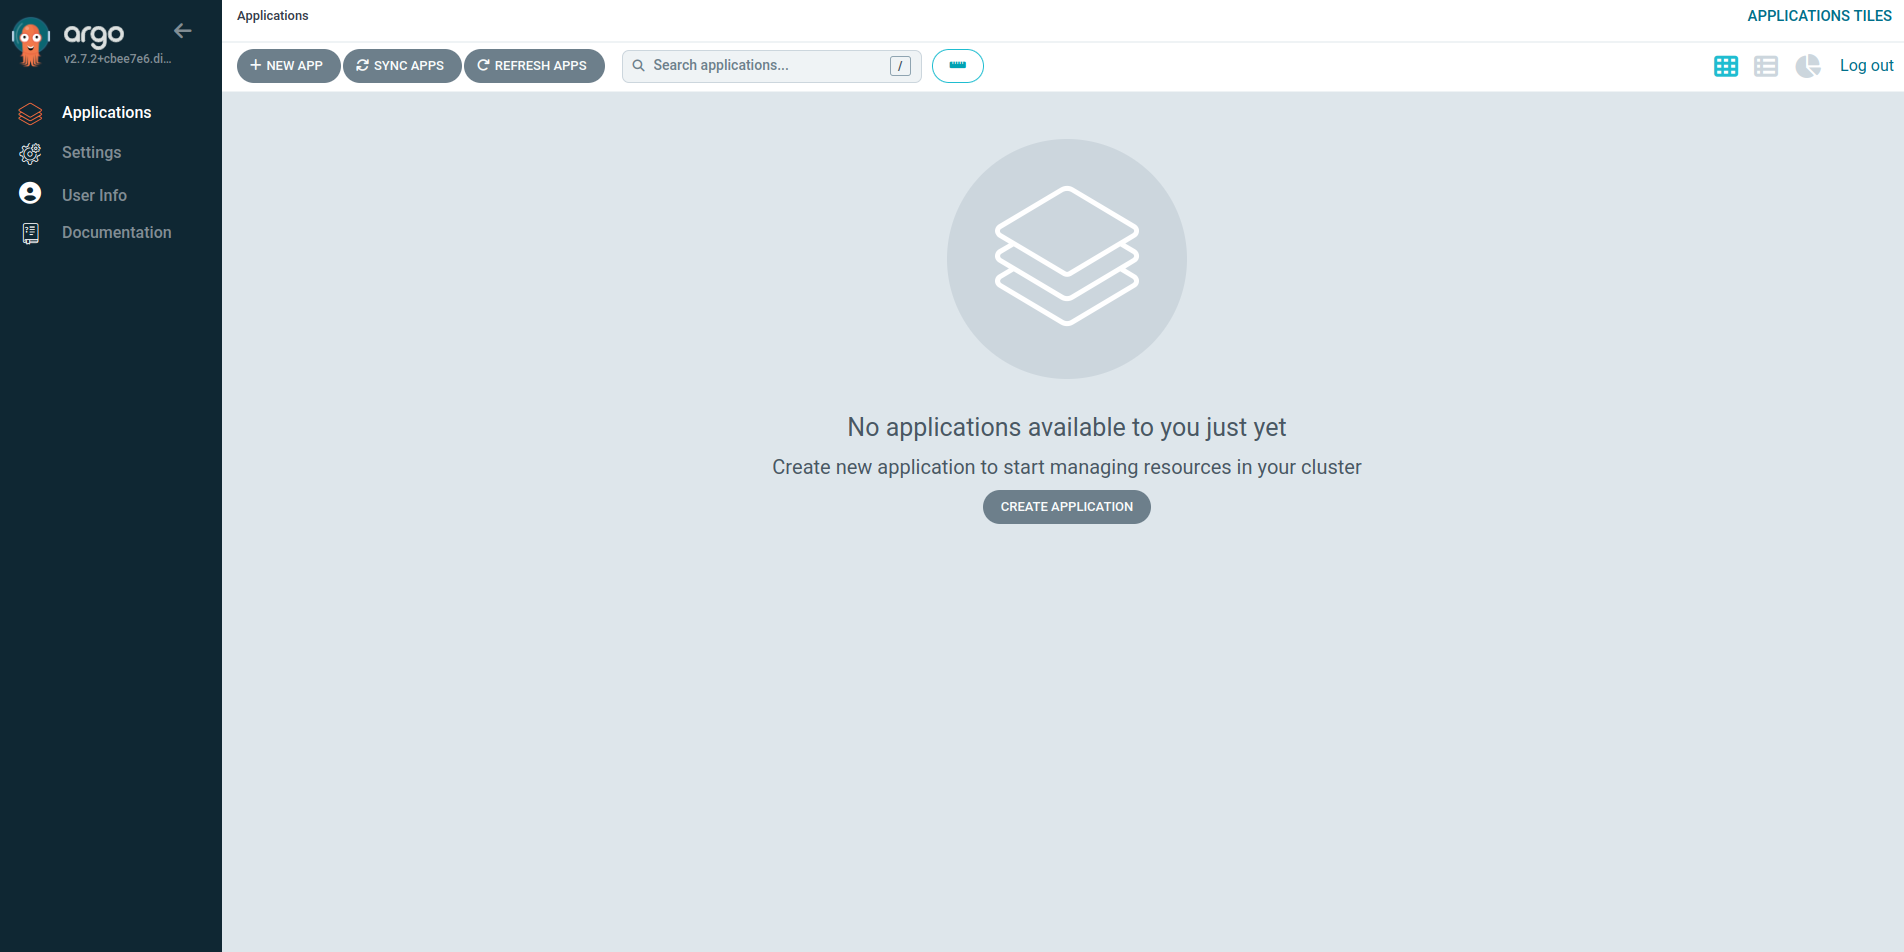 argo
v2.7.2+cbee7e6.di...
Applications
Settings
User Info
Documentation
Applications
APPLICATIONS TILES
NEW APP
SYNC APPS
REFRESH APPS
Search applications...
/
Log out
No applications available to you just yet
Create new application to start managing resources in your cluster
CREATE APPLICATION